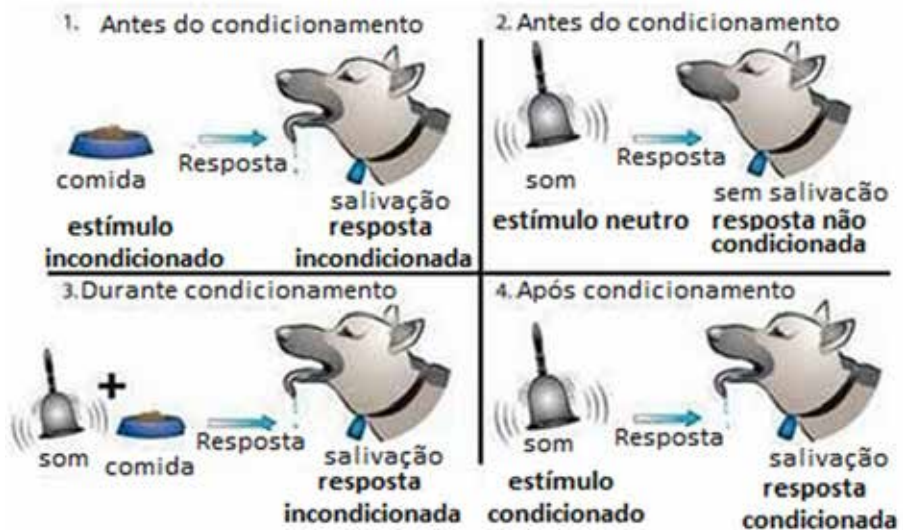 1. Antes do condicionamento
comida
Resposta
salivação
estímulo
incondicionado
resposta
incondicionada
2. Antes do condicionamento
som
Resposta
sem salivacão
estímulo neutro
resposta não
condicionada
3. Durante condicionamento
+
som
comida
Resposta
salivação
resposta
incondicionada
4. Após condicionamento
som
Resposta
salivação
estímulo
condicionado
resposta
condicionada